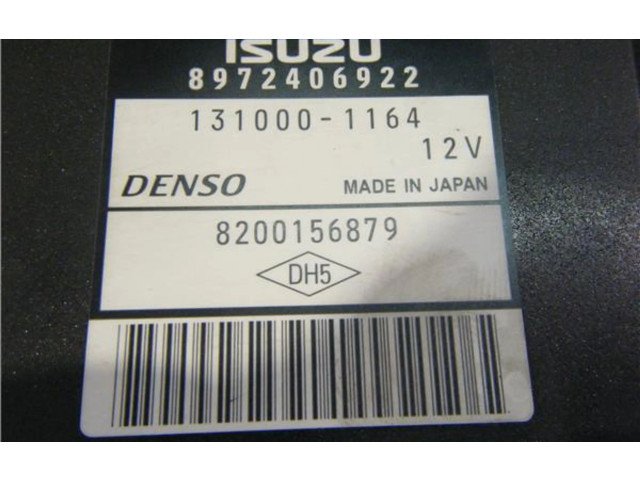 ISUZU
8972406922
131000-1164
12V
DENSO MADE IN JAPAN
8200156879
DH5